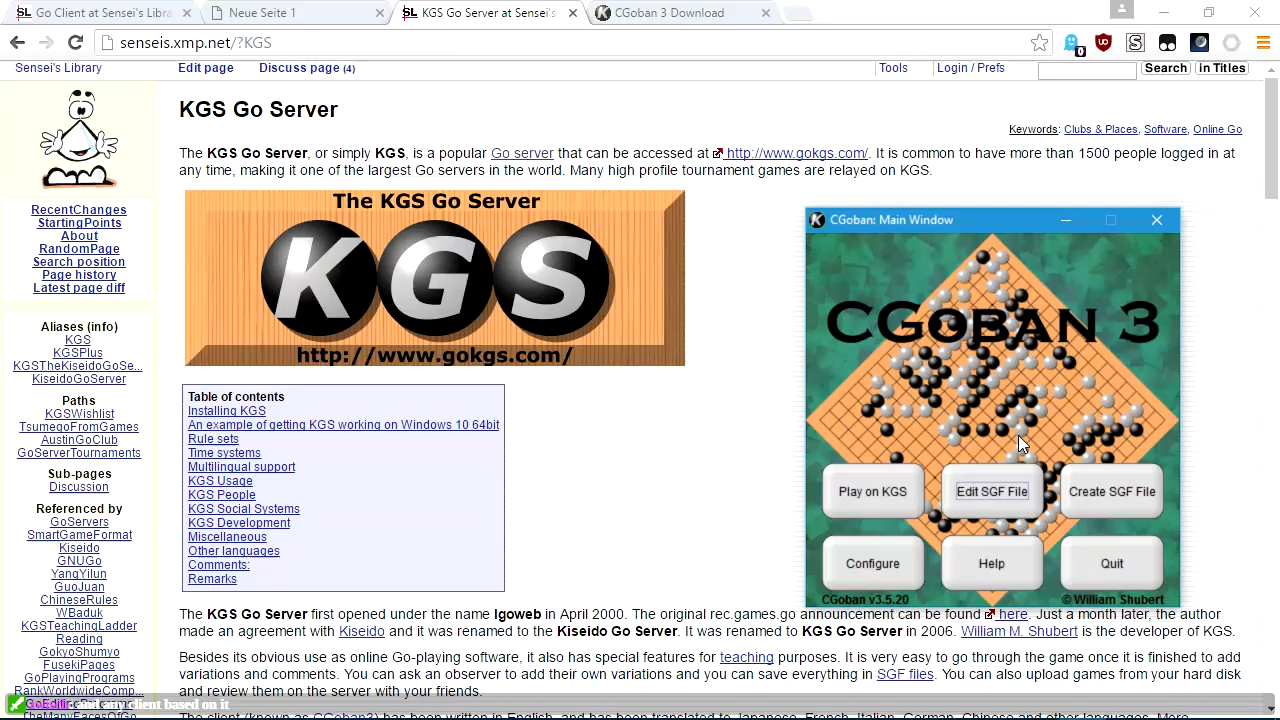 Go Client at Sensei's Libra
Neue Seite 1
KGS Go Server at Sensei's
CGoban 3 Download
senseis.xmp.net/?KGS
Sensei's Library
Edit page
Discuss page (4)
Tools
Login / Prefs
Search
in Titles
KGS Go Server
Keywords: Clubs & Places, Software, Online Go
The KGS Go Server, or simply KGS, is a popular Go server that can be accessed at http://www.gokgs.com/. It is common to have more than 1500 people logged in at
any time, making it one of the largest Go servers in the world. Many high profile tournament games are relayed on KGS.
RecentChanges
StartingPoints
About
RandomPage
Search position
Page history
Latest page diff
Aliases (info)
KGS
KGSPlus
KGSTheKiseidoGoSe...
KiseidoGoServer
Paths
KGSWishlist
TsumegoFromGames
AustinGoClub
GoServerTournaments
Sub-pages
Discussion
Referenced by
GoServers
SmartGameFormat
Kiseido
GNUGo
YangYilun
GuoJuan
ChineseRules
WBaduk
KGSTeachingLadder
Reading
GokyoShumyo
FusekiPages
GoPlayingPrograms
RankWorldwideComp...
The KGS Go Server
KGS
http://www.gokgs.com/
Table of contents
Installing KGS
An example of getting KGS working on Windows 10 64bit
Rule sets
Time systems
Multilingual support
KGS Usage
KGS People
KGS Social Systems
KGS Development
Miscellaneous
Other languages
Comments:
Remarks
CGoban: Main Window
CGOBAN 3
Play on KGS
Edit SGF File
Create SGF File
Configure
Help
Quit
CGoban v3.5.20
© William Shubert
The KGS Go Server first opened under the name Igoweb in April 2000. The original rec.games.go announcement can be found here. Just a month later, the author
made an agreement with Kiseido and it was renamed to the Kiseido Go Server. It was renamed to KGS Go Server in 2006. William M. Shubert is the developer of KGS.
Besides its obvious use as online Go-playing software, it also has special features for teaching purposes. It is very easy to go through the game once it is finished to add
variations and comments. You can ask an observer to add their own variations and you can save everything in SGF files. You can also upload games from your hard disk
and review them on the server with your friends.
and any client based on it